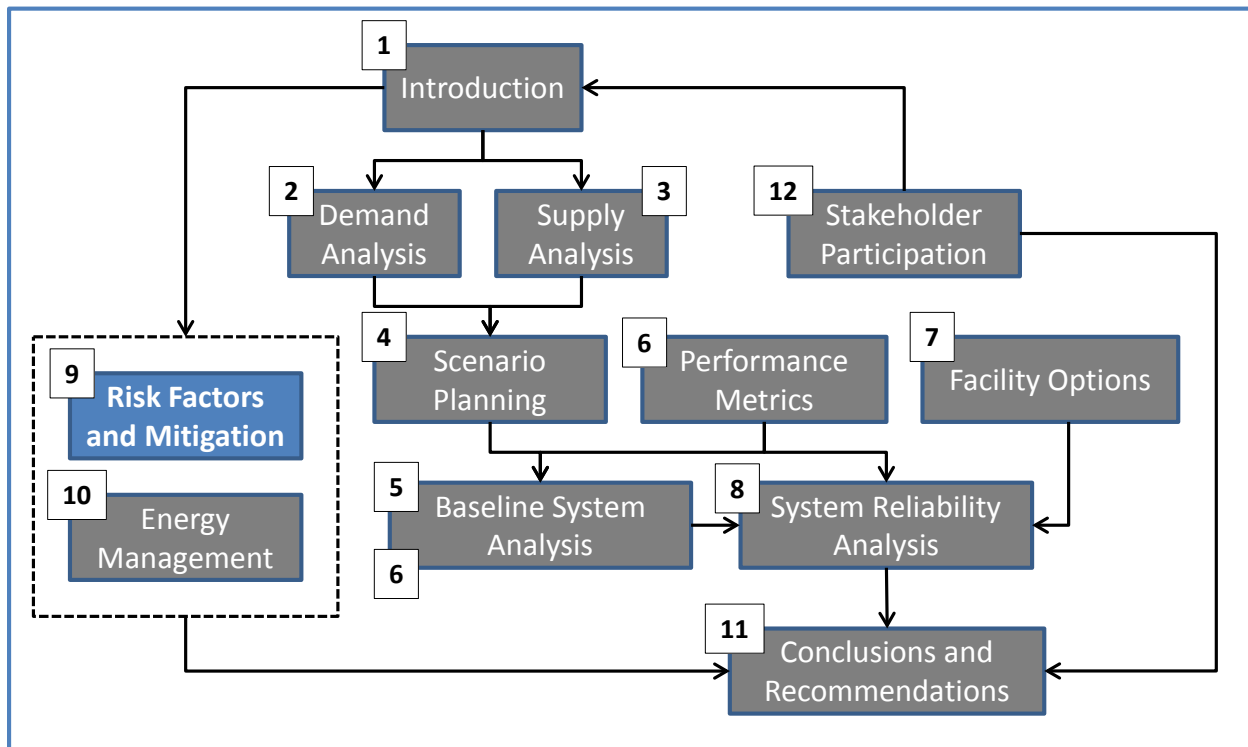 1
Introduction
2
Demand
Analysis
3
Supply
Analysis
12
Stakeholder
Participation
4
Scenario
Planning
6
Performance
Metrics
7
Facility Options
9
Risk Factors
and Mitigation
10
Energy
Management
5
Baseline System
Analysis
6
8
System Reliability
Analysis
11
Conclusions and
Recommendations